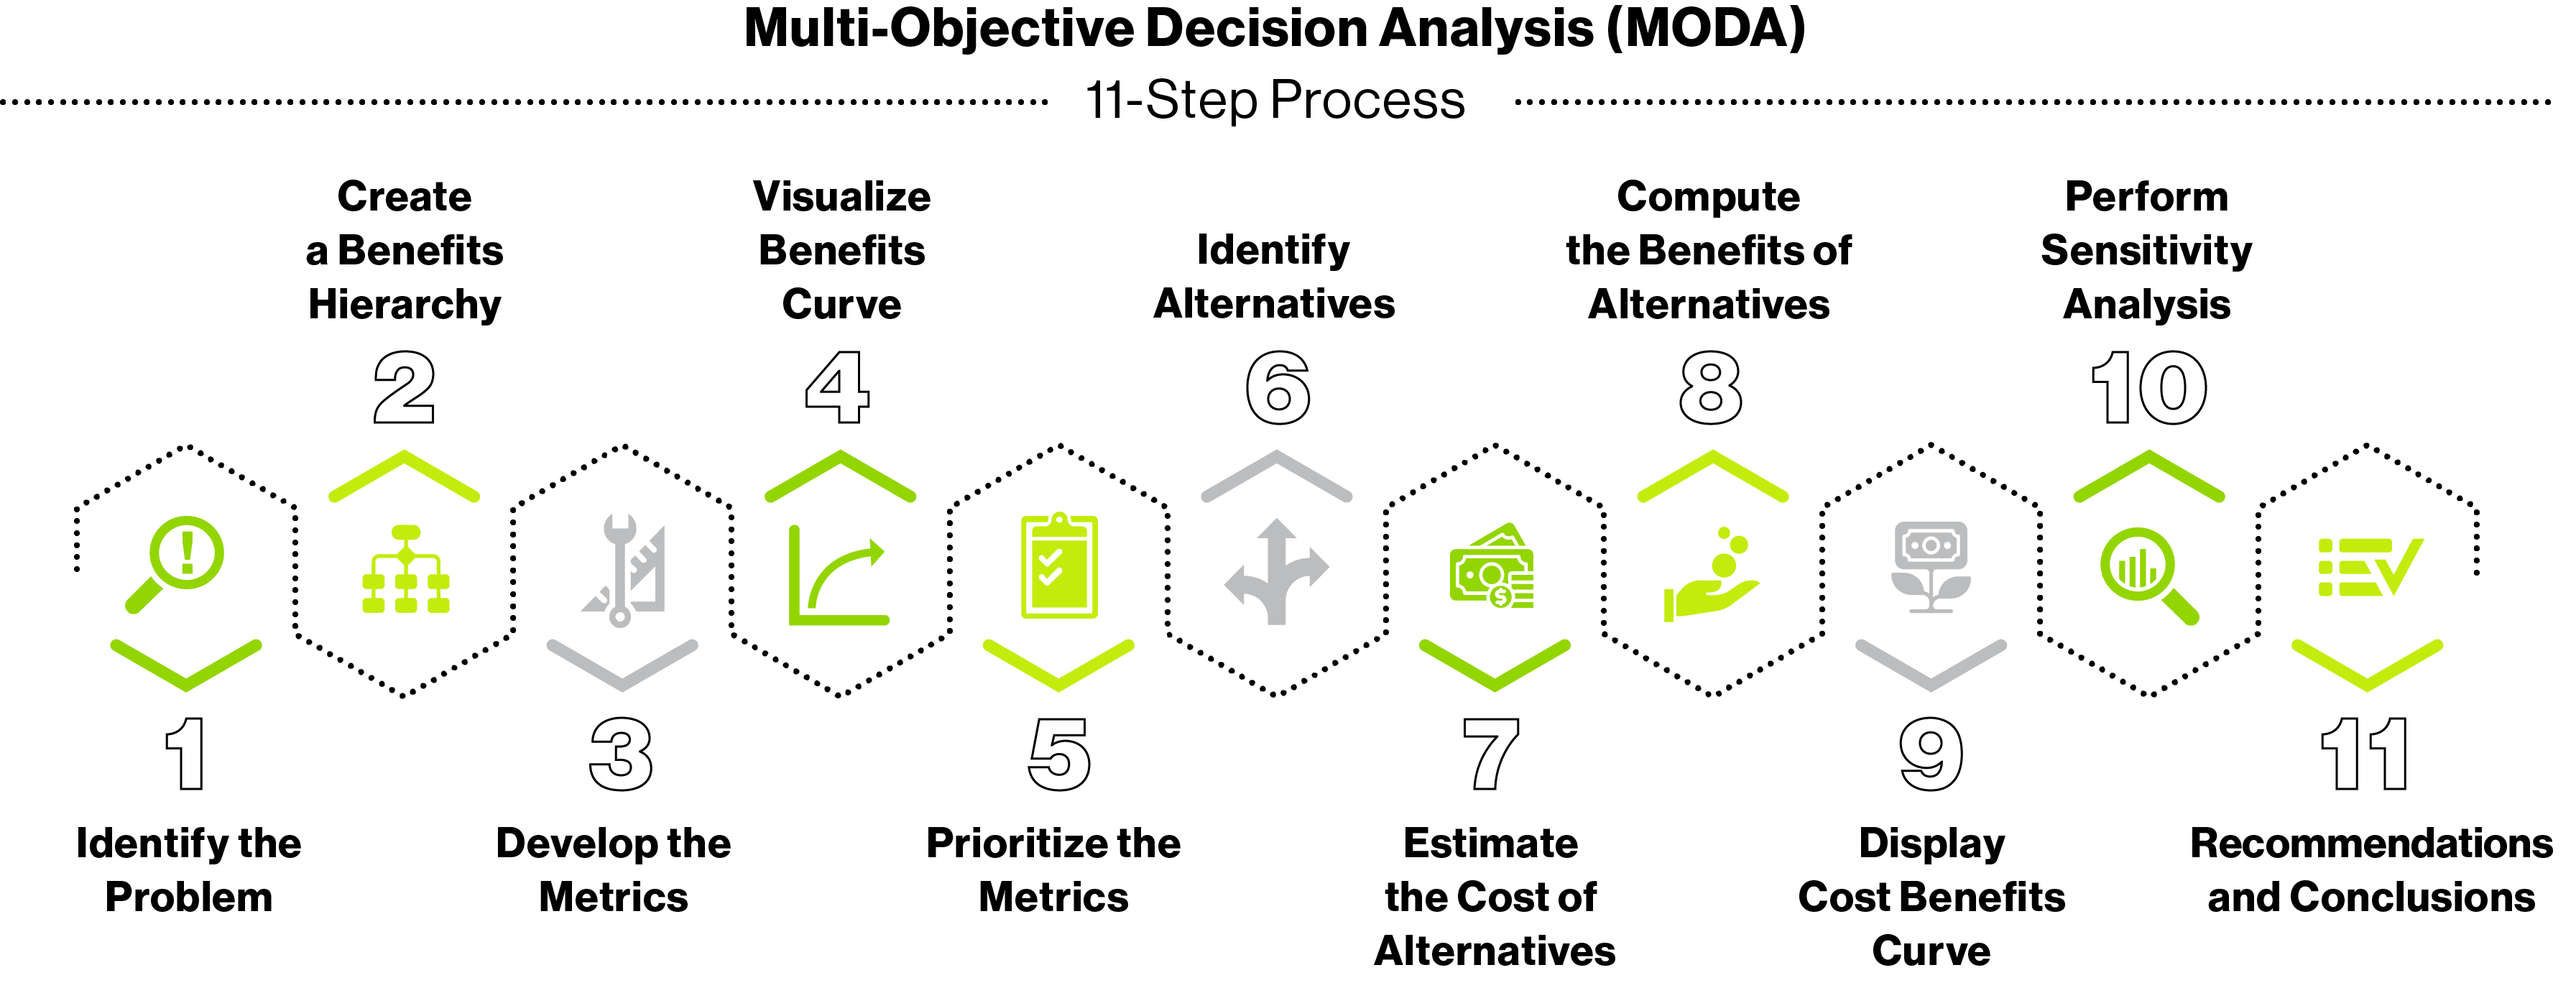 Multi-Objective Decision Analysis (MODA)
11-Step Process
1
Identify the
Problem
Create
a Benefits
Hierarchy
2
3
Develop the
Metrics
Visualize
Benefits
Curve
4
5
Prioritize the
Metrics
Identify
Alternatives
6
7
Estimate
the Cost of
Alternatives
Compute
the Benefits of
Alternatives
8
9
Display
Cost Benefits
Curve
Perform
Sensitivity
Analysis
10
11
Recommendations
and Conclusions